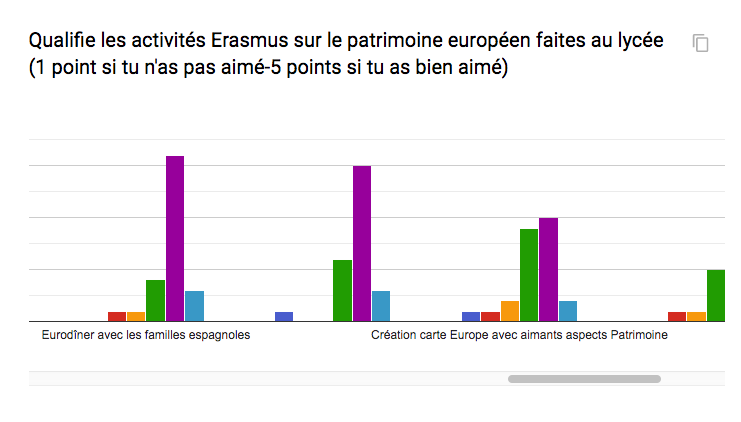 Qualifie les activités Erasmus sur le patrimoine européen faites au lycée
(1 point si tu n'as pas aimé-5 points si tu as bien aimé)
Eurodîner avec les familles espagnoles
Création carte Europe avec aimants aspects Patrimoine